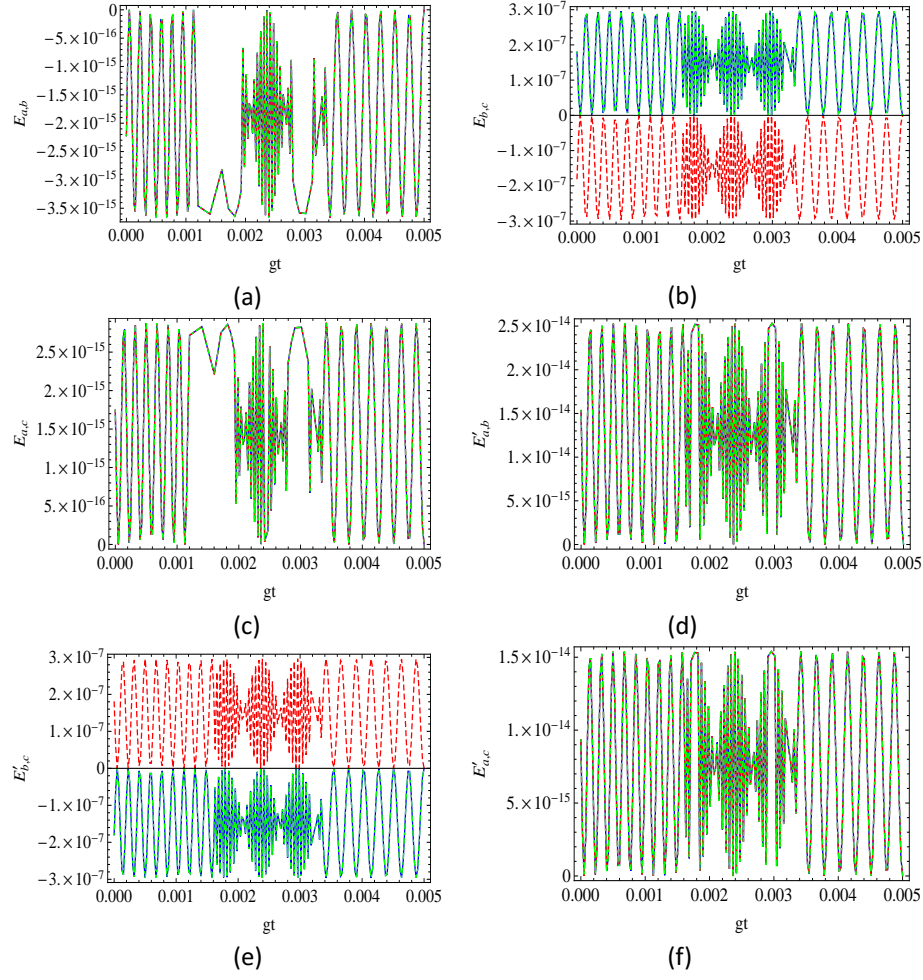 0
−5.×10⁻¹⁶
−1.×10⁻¹⁵
−1.5×10⁻¹⁵
−2.×10⁻¹⁵
−2.5×10⁻¹⁵
−3.×10⁻¹⁵
−3.5×10⁻¹⁵
E_{a,b}
0.000 0.001 0.002 0.003 0.004 0.005
gt
(a)
3.×10⁻⁷
2.×10⁻⁷
1.×10⁻⁷
0
−1.×10⁻⁷
−2.×10⁻⁷
−3.×10⁻⁷
E_{b,c}
0.000 0.001 0.002 0.003 0.004 0.005
gt
(b)
2.5×10⁻¹⁵
2.×10⁻¹⁵
1.5×10⁻¹⁵
1.×10⁻¹⁵
5.×10⁻¹⁶
0
E_{a,c}
0.000 0.001 0.002 0.003 0.004 0.005
gt
(c)
2.5×10⁻¹⁴
2.×10⁻¹⁴
1.5×10⁻¹⁴
1.×10⁻¹⁴
5.×10⁻¹⁵
0
E′_{a,b}
0.000 0.001 0.002 0.003 0.004 0.005
gt
(d)
3.×10⁻⁷
2.×10⁻⁷
1.×10⁻⁷
0
−1.×10⁻⁷
−2.×10⁻⁷
−3.×10⁻⁷
E′_{b,c}
0.000 0.001 0.002 0.003 0.004 0.005
gt
(e)
1.5×10⁻¹⁴
1.×10⁻¹⁴
5.×10⁻¹⁵
0
E′_{a,c}
0.000 0.001 0.002 0.003 0.004 0.005
gt
(f)